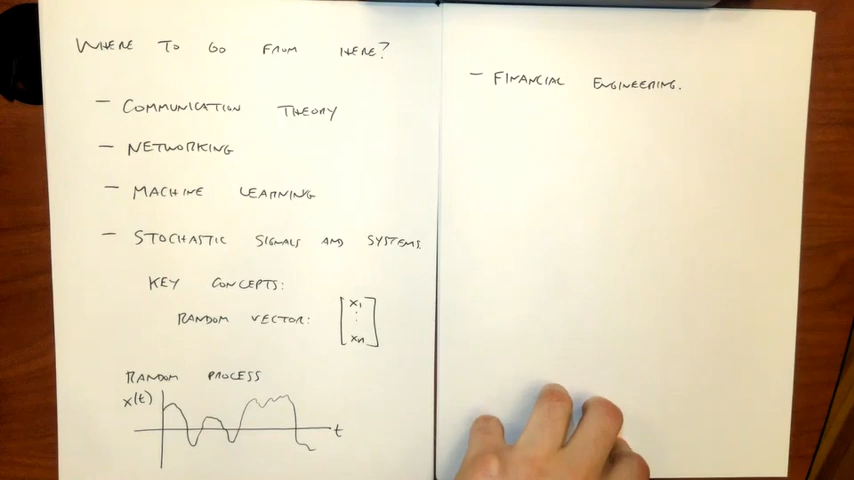 WHERE TO GO FROM HERE?
- COMMUNICATION THEORY
- NETWORKING
- MACHINE LEARNING
- STOCHASTIC SIGNALS AND SYSTEMS.
KEY CONCEPTS:
RANDOM VECTOR: [x1 : xn]
RANDOM PROCESS
x(t)
t
- FINANCIAL ENGINEERING.